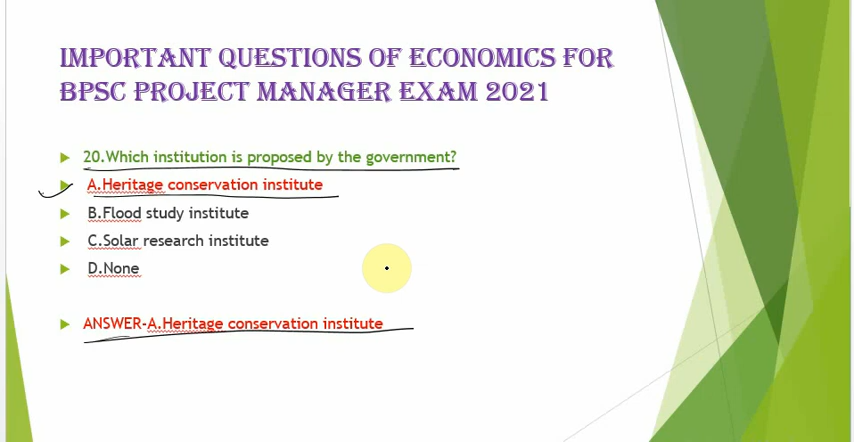 IMPORTANT QUESTIONS OF ECONOMICS FOR
BPSC PROJECT MANAGER EXAM 2021
20.Which institution is proposed by the government?
A.Heritage conservation institute
B.Flood study institute
C.Solar research institute
D.None
ANSWER-A.Heritage conservation institute